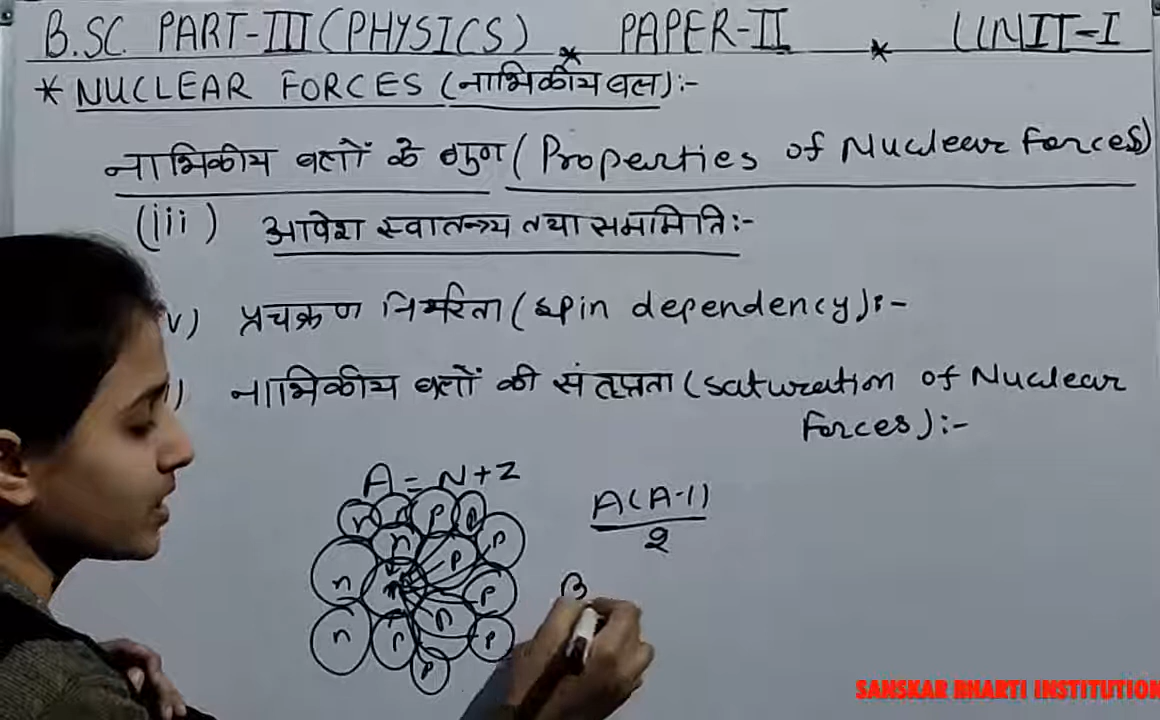 B.SC. PART-III (PHYSICS) * PAPER-II * UNIT-I
* NUCLEAR FORCES (नाभिकीय बल):-
नाभिकीय बलों के गुण (Properties of Nuclear Forces)
(iii) आवेश स्वातन्त्र्य तथा सममिति:-
v) प्रचक्रण निर्भरता (spin dependency):-
) नाभिकीय बलों की संतृप्तता (saturation of Nuclear
Forces):-
A = N+Z
A(A-1)
2
n n p
n p p
n p
n n p
p p
B
SANSKAR BHARTI INSTITUTION